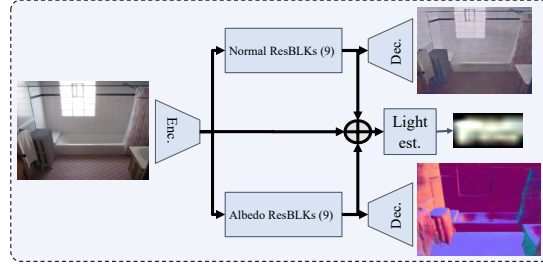 Normal ResBLKs (9)
Dec.
Enc.
Light
est.
Albedo ResBLKs (9)
Dec.